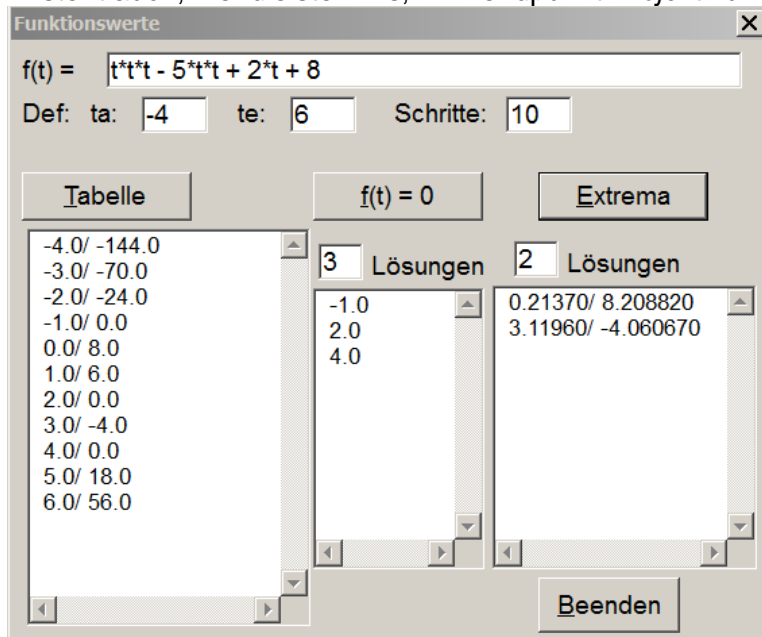 Funktionswerte
f(t) = t*t*t - 5*t*t + 2*t + 8
Def: ta: -4 te: 6 Schritte: 10
Tabelle f(t) = 0 Extrema
3 Lösungen 2 Lösungen
-4.0/ -144.0
-3.0/ -70.0
-2.0/ -24.0
-1.0/ 0.0
0.0/ 8.0
1.0/ 6.0
2.0/ 0.0
3.0/ -4.0
4.0/ 0.0
5.0/ 18.0
6.0/ 56.0
-1.0
2.0
4.0
0.21370/ 8.208820
3.11960/ -4.060670
Beenden